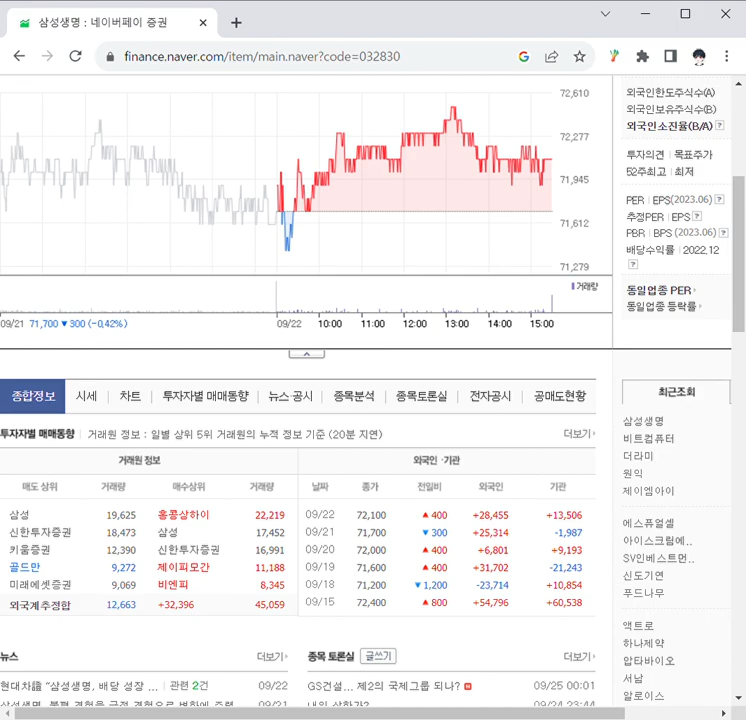 삼성생명 : 네이버페이 증권
finance.naver.com/item/main.naver?code=032830
72,610
72,277
71,945
71,612
71,279
거래량
09/21 71,700 ▼ 300 (-0.42%)
09/22 10:00 11:00 12:00 13:00 14:00 15:00
외국인한도주식수(A)
외국인보유주식수(B)
외국인소진율(B/A) ?
투자의견 | 목표주가
52주최고 | 최저
PER | EPS(2023.06) ?
추정PER | EPS ?
PBR | BPS (2023.06) ?
배당수익률 | 2022.12
?
동일업종 PER
동일업종 등락률
종합정보 시세 차트 투자자별 매매동향 뉴스·공시 종목분석 종목토론실 전자공시 공매도현황
투자자별 매매동향 | 거래원 정보 : 일별 상위 5위 거래원의 누적 정보 기준 (20분 지연) 더보기
거래원 정보 외국인·기관
매도 상위 거래량 매수상위 거래량 날짜 종가 전일비 외국인 기관
삼성 19,625 홍콩상하이 22,219 09/22 72,100 ▲ 400 +28,455 +13,506
신한투자증권 18,473 삼성 17,452 09/21 71,700 ▼ 300 +25,314 -1,987
키움증권 12,390 신한투자증권 16,991 09/20 72,000 ▲ 400 +6,801 +9,193
골드만 9,272 제이피모간 11,188 09/19 71,600 ▲ 400 +31,702 -21,243
미래에셋증권 9,069 비엔피 8,345 09/18 71,200 ▼ 1,200 -23,714 +10,854
외국계추정합 12,663 +32,396 45,059 09/15 72,400 ▲ 800 +54,796 +60,538
최근조회
삼성생명
비트컴퓨터
더라미
원익
제이엠아이
에스퓨얼셀
아이스크림에..
SV인베스트먼..
신도기연
푸드나무
액트로
하나제약
압타바이오
서남
알로이스
뉴스 더보기
종목 토론실 글쓰기 더보기
현대차證 “삼성생명, 배당 성장 ... | 관련 2건 09/22
GS건설... 제2의 국제그룹 되나? N 09/25 00:01
09/21
09/24 23:44